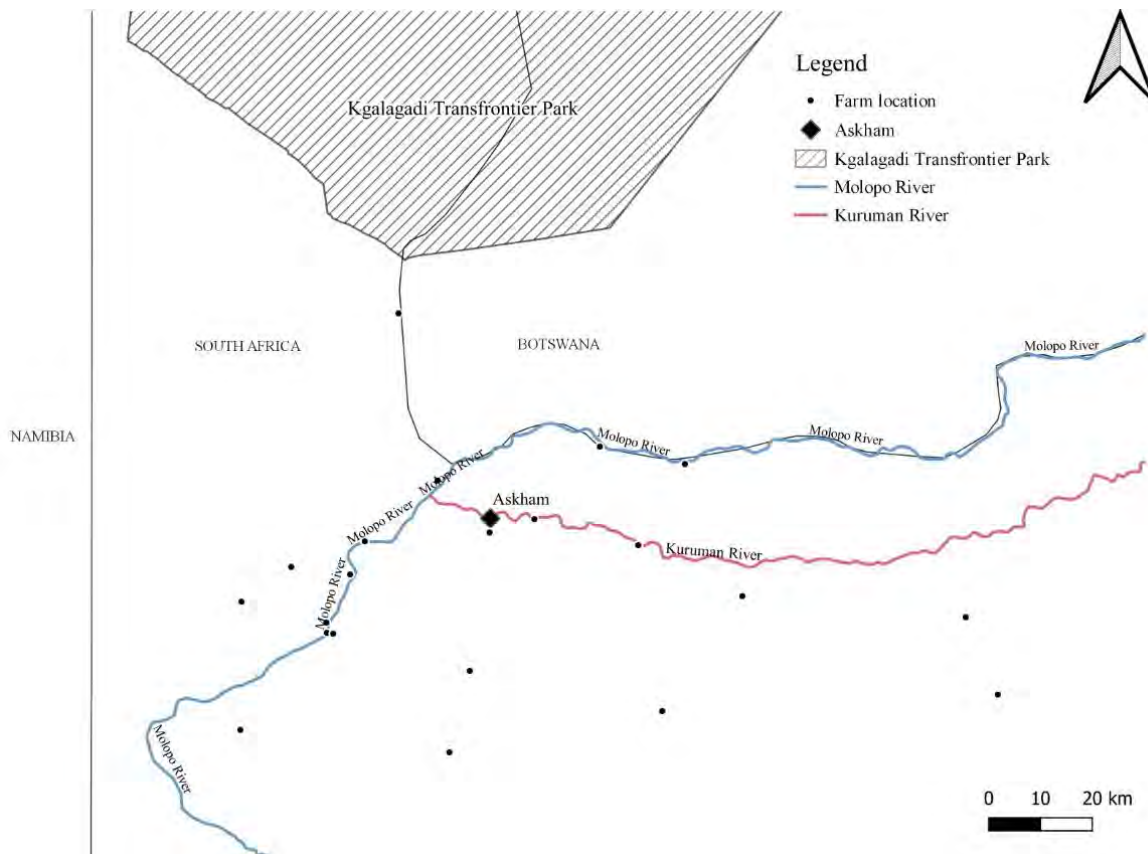 Legend
Farm location
Askham
Kgalagadi Transfrontier Park
Molopo River
Kuruman River
Kgalagadi Transfrontier Park
SOUTH AFRICA
BOTSWANA
NAMIBIA
Molopo River
Molopo River
Molopo River
Molopo River
Molopo River
Askham
Kuruman River
Molopo River
Molopo River
0 10 20 km